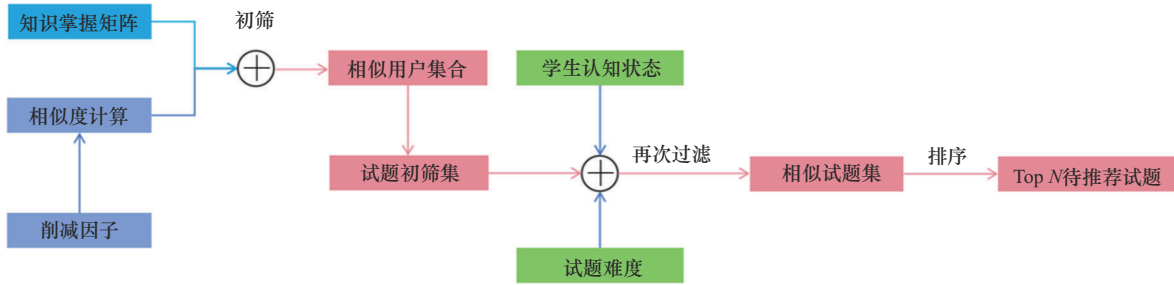 知识掌握矩阵
初筛
相似用户集合
学生认知状态
相似度计算
试题初筛集
再次过滤
相似试题集
排序
Top N待推荐试题
削减因子
试题难度